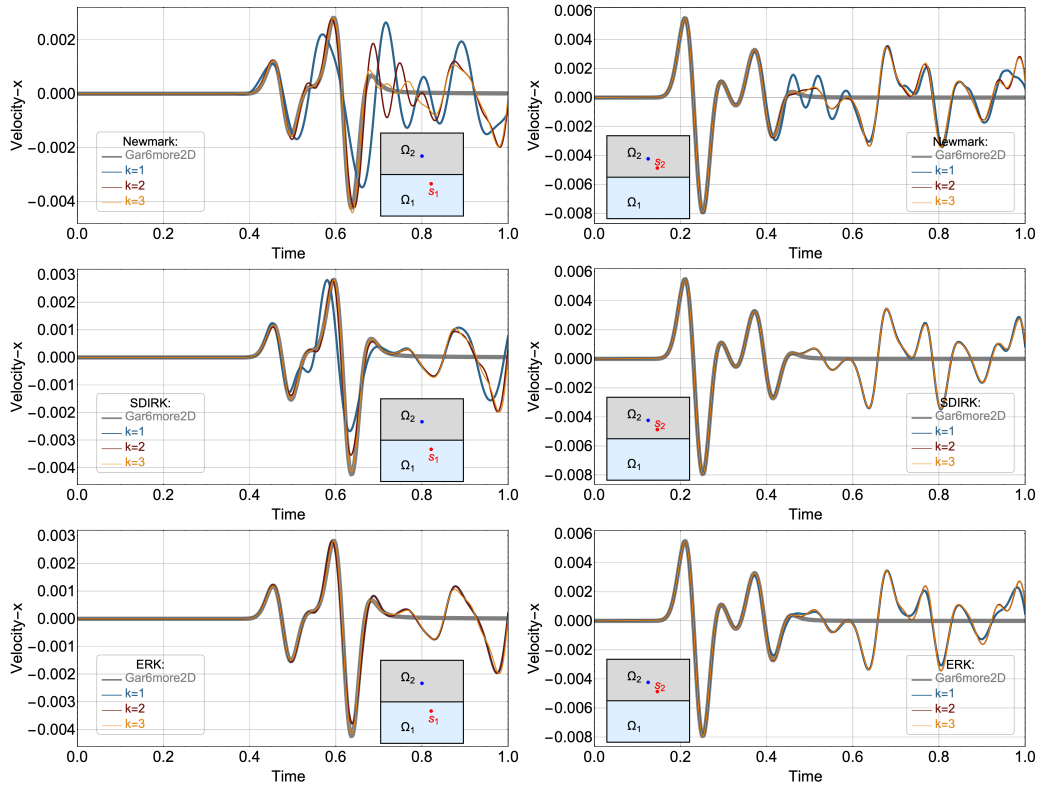 0.002
0.000
−0.002
−0.004
Velocity-x
Newmark:
Gar6more2D
k=1
k=2
k=3
Ω2
Ω1
s1
0.0 0.2 0.4 0.6 0.8 1.0
Time
0.006
0.004
0.002
0.000
−0.002
−0.004
−0.006
−0.008
Velocity-x
Ω2
s2
Ω1
Newmark:
Gar6more2D
k=1
k=2
k=3
0.0 0.2 0.4 0.6 0.8 1.0
Time
0.003
0.002
0.001
0.000
−0.001
−0.002
−0.003
−0.004
Velocity-x
SDIRK:
Gar6more2D
k=1
k=2
k=3
Ω2
Ω1
s1
0.0 0.2 0.4 0.6 0.8 1.0
Time
0.006
0.004
0.002
0.000
−0.002
−0.004
−0.006
−0.008
Velocity-x
Ω2
s2
Ω1
SDIRK:
Gar6more2D
k=1
k=2
k=3
0.0 0.2 0.4 0.6 0.8 1.0
Time
0.003
0.002
0.001
0.000
−0.001
−0.002
−0.003
−0.004
Velocity-x
ERK:
Gar6more2D
k=1
k=2
k=3
Ω2
Ω1
s1
0.0 0.2 0.4 0.6 0.8 1.0
Time
0.006
0.004
0.002
0.000
−0.002
−0.004
−0.006
−0.008
Velocity-x
Ω2
s2
Ω1
ERK:
Gar6more2D
k=1
k=2
k=3
0.0 0.2 0.4 0.6 0.8 1.0
Time